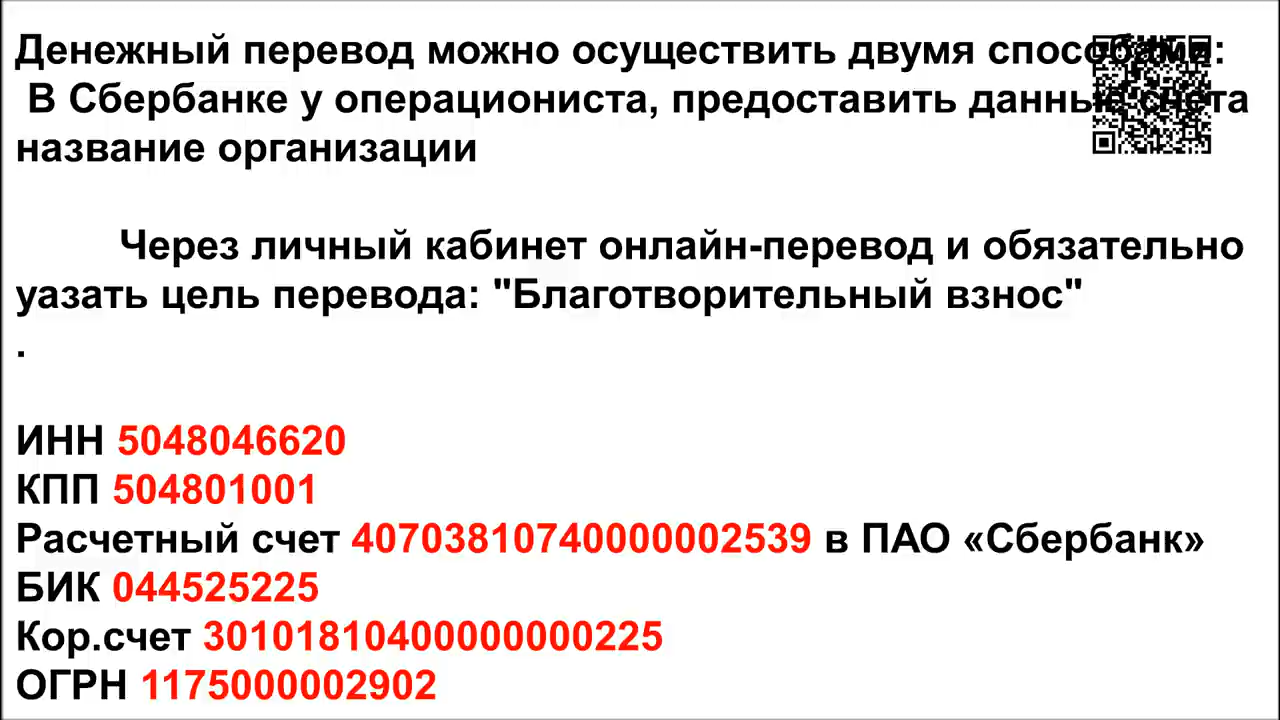 Денежный перевод можно осуществить двумя способами:
В Сбербанке у операциониста, предоставить данные счета
название организации
Через личный кабинет онлайн-перевод и обязательно
уазать цель перевода: "Благотворительный взнос"
.
ИНН 5048046620
КПП 504801001
Расчетный счет 40703810740000002539 в ПАО «Сбербанк»
БИК 044525225
Кор.счет 30101810400000000225
ОГРН 1175000002902